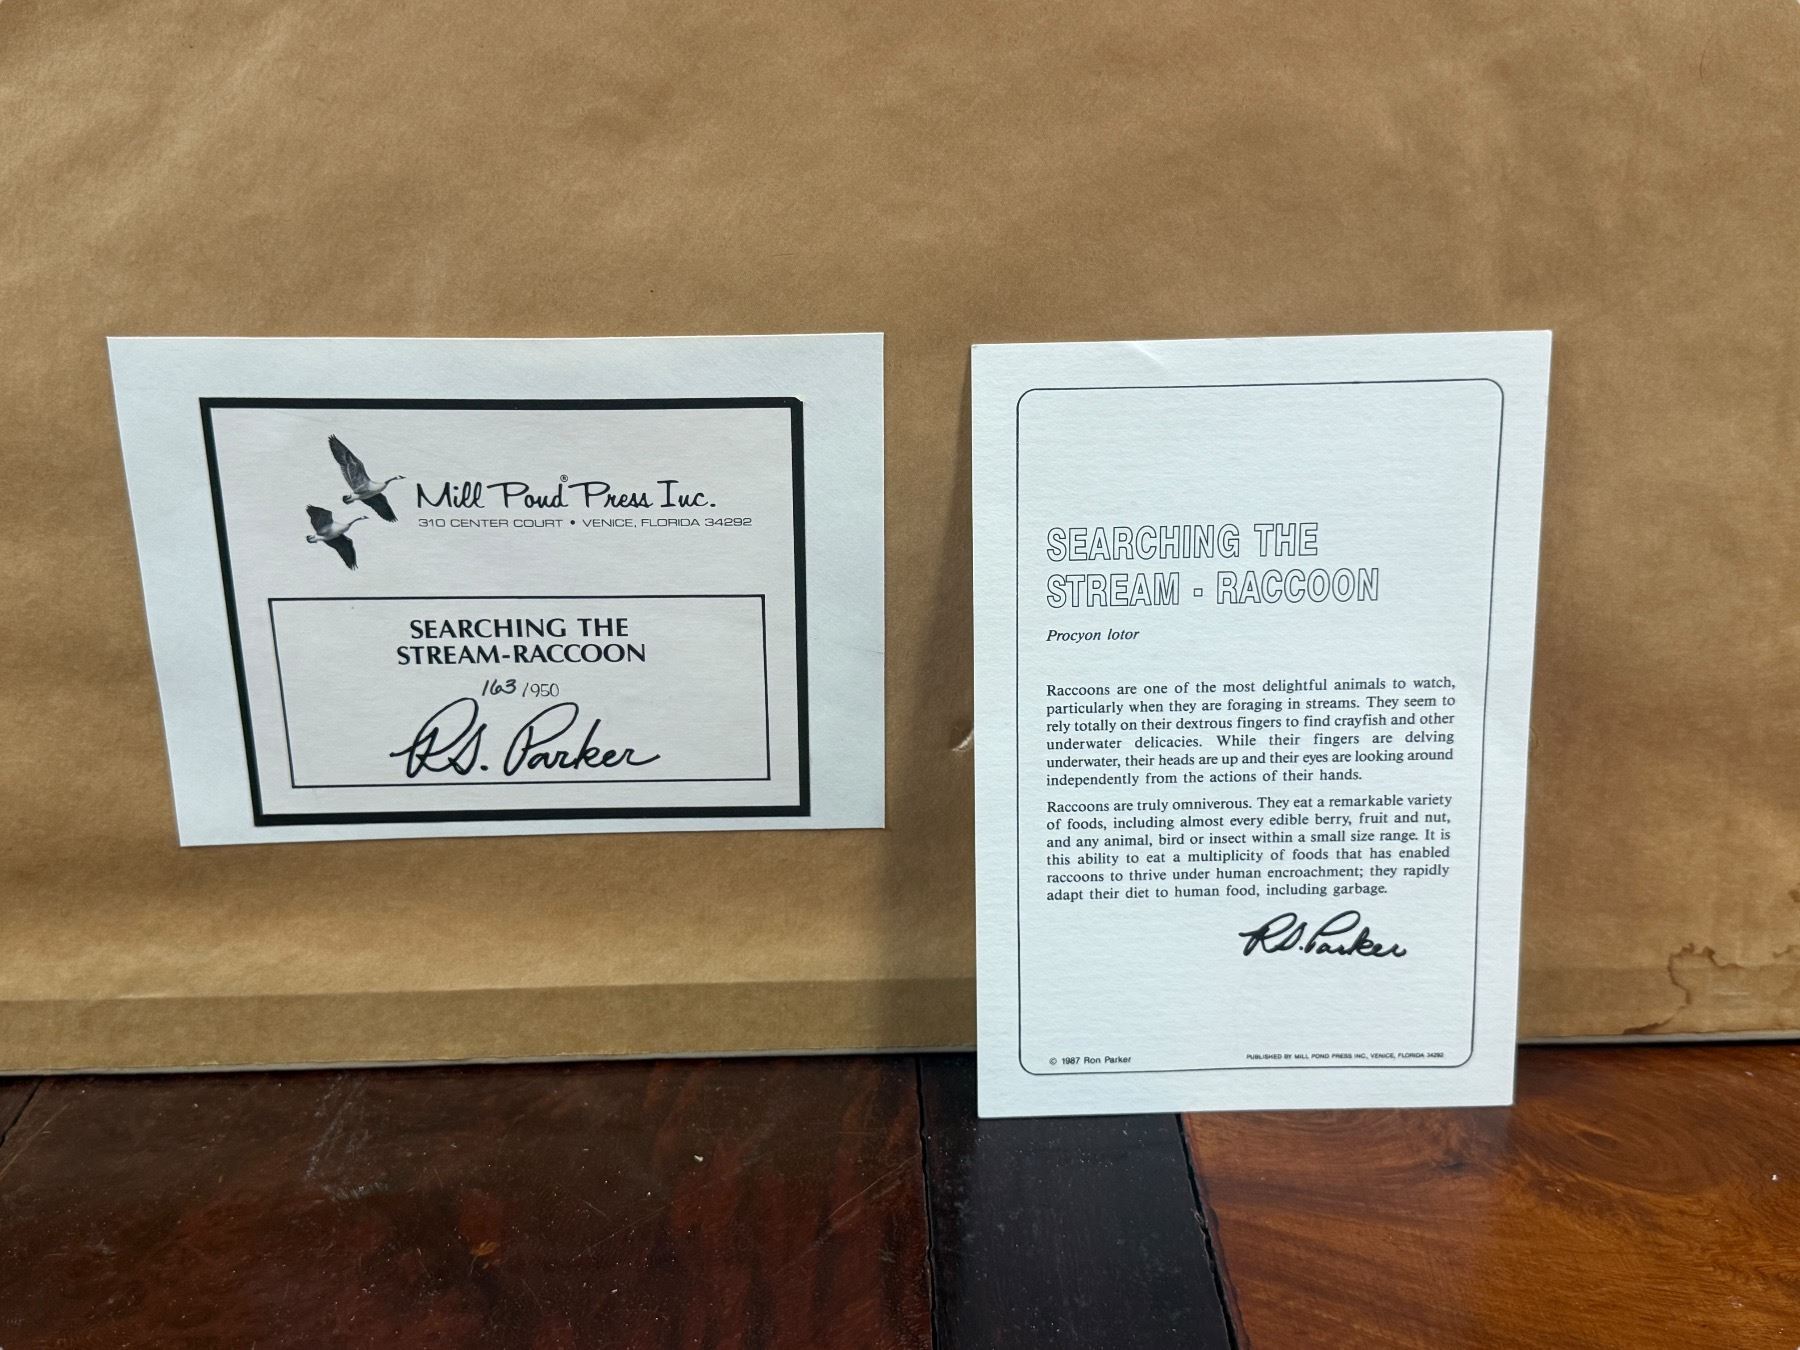 Mill Pond® Press Inc.
310 CENTER COURT • VENICE, FLORIDA 34292
SEARCHING THE
STREAM-RACCOON
163/950
R.S. Parker
SEARCHING THE
STREAM - RACCOON
Procyon lotor
Raccoons are one of the most delightful animals to watch,
particularly when they are foraging in streams. They seem to
rely totally on their dextrous fingers to find crayfish and other
underwater delicacies. While their fingers are delving
underwater, their heads are up and their eyes are looking around
independently from the actions of their hands.
Raccoons are truly omniverous. They eat a remarkable variety
of foods, including almost every edible berry, fruit and nut,
and any animal, bird or insect within a small size range. It is
this ability to eat a multiplicity of foods that has enabled
raccoons to thrive under human encroachment; they rapidly
adapt their diet to human food, including garbage.
R.S. Parker
© 1987 Ron Parker
PUBLISHED BY MILL POND PRESS INC., VENICE, FLORIDA 34292